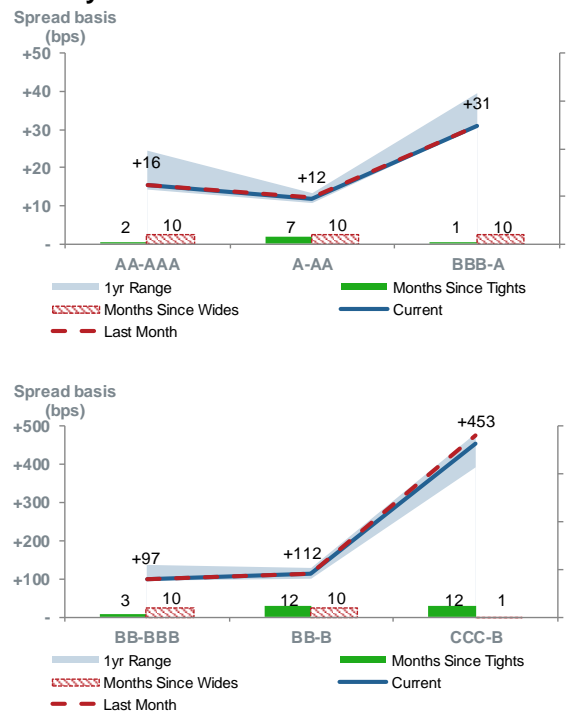 Spread basis
(bps)
+50
+40
+30
+20
+10
-
+16
+12
+31
2
10
7
10
1
10
AA-AAA
A-AA
BBB-A
1yr Range
Months Since Tights
Months Since Wides
Current
Last Month
Spread basis
(bps)
+500
+400
+300
+200
+100
-
+97
+112
+453
3
10
12
10
12
1
BB-BBB
BB-B
CCC-B
1yr Range
Months Since Tights
Months Since Wides
Current
Last Month